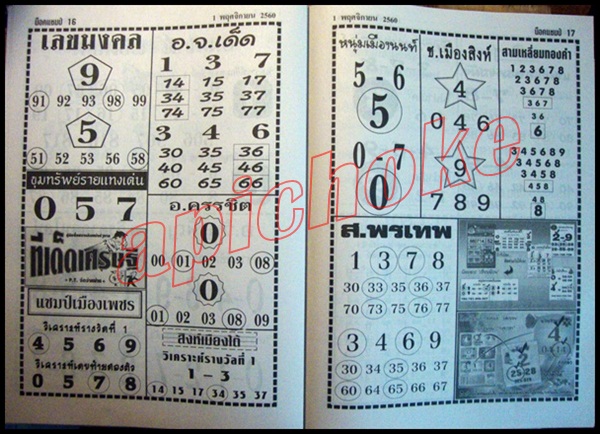 น็อคแชมป์ 16
1 พฤศจิกายน 2560
เลขมงคล
9
91 92 93 98 99
5
51 52 53 56 58
ขุมทรัพย์รายแทงเด่น
0 5 7
ที่เด็ดเศรษฐี
แชมป์เมืองเพชร
วิเคราะห์รางวัลที่ 1
4 5 6 9
วิเคราะห์เลขท้ายสองตัว
0 5 7 8
อ.จ.เด็ด
1 3 7
14 15 17
34 35 37
74 75 77
3 4 6
30 35 36
40 45 46
60 65 66
อ.ครรชิต
0
00 01 02 03 08
0
01 02 03 08 09
สิงห์เมืองใต้
วิเคราะห์รางวัลที่ 1
1 - 3
14 15 17 34 35 37
1 พฤศจิกายน 2560
น็อคแชมป์ 17
หนุ่มเมืองนนท์
5 - 6
5
0 - 7
0
ช.เมืองสิงห์
4
0 4 6
9
7 8 9
สามเหลี่ยมทองคำ
1 2 3 6 7 8
0 3 6 7 8
3 6 7 8
3 6 7
3 6
6
3 4 5 6 8 9
3 4 5 6 8
3 4 5 8
4 5 8
4 8
8
ส.พรเทพ
1 3 7 8
30 33 35 37 38
70 73 75 77 78
3 4 6 9
30 34 35 36 37
60 64 65 66 67
2-9
25-28
apichoke